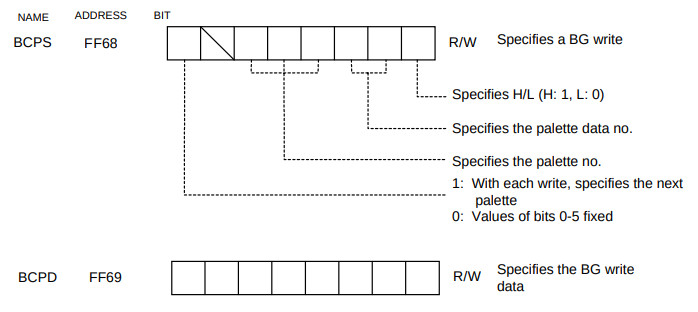 NAME ADDRESS BIT
BCPS FF68 R/W Specifies a BG write
Specifies H/L (H: 1, L: 0)
Specifies the palette data no.
Specifies the palette no.
1: With each write, specifies the next
palette
0: Values of bits 0-5 fixed
BCPD FF69 R/W Specifies the BG write
data